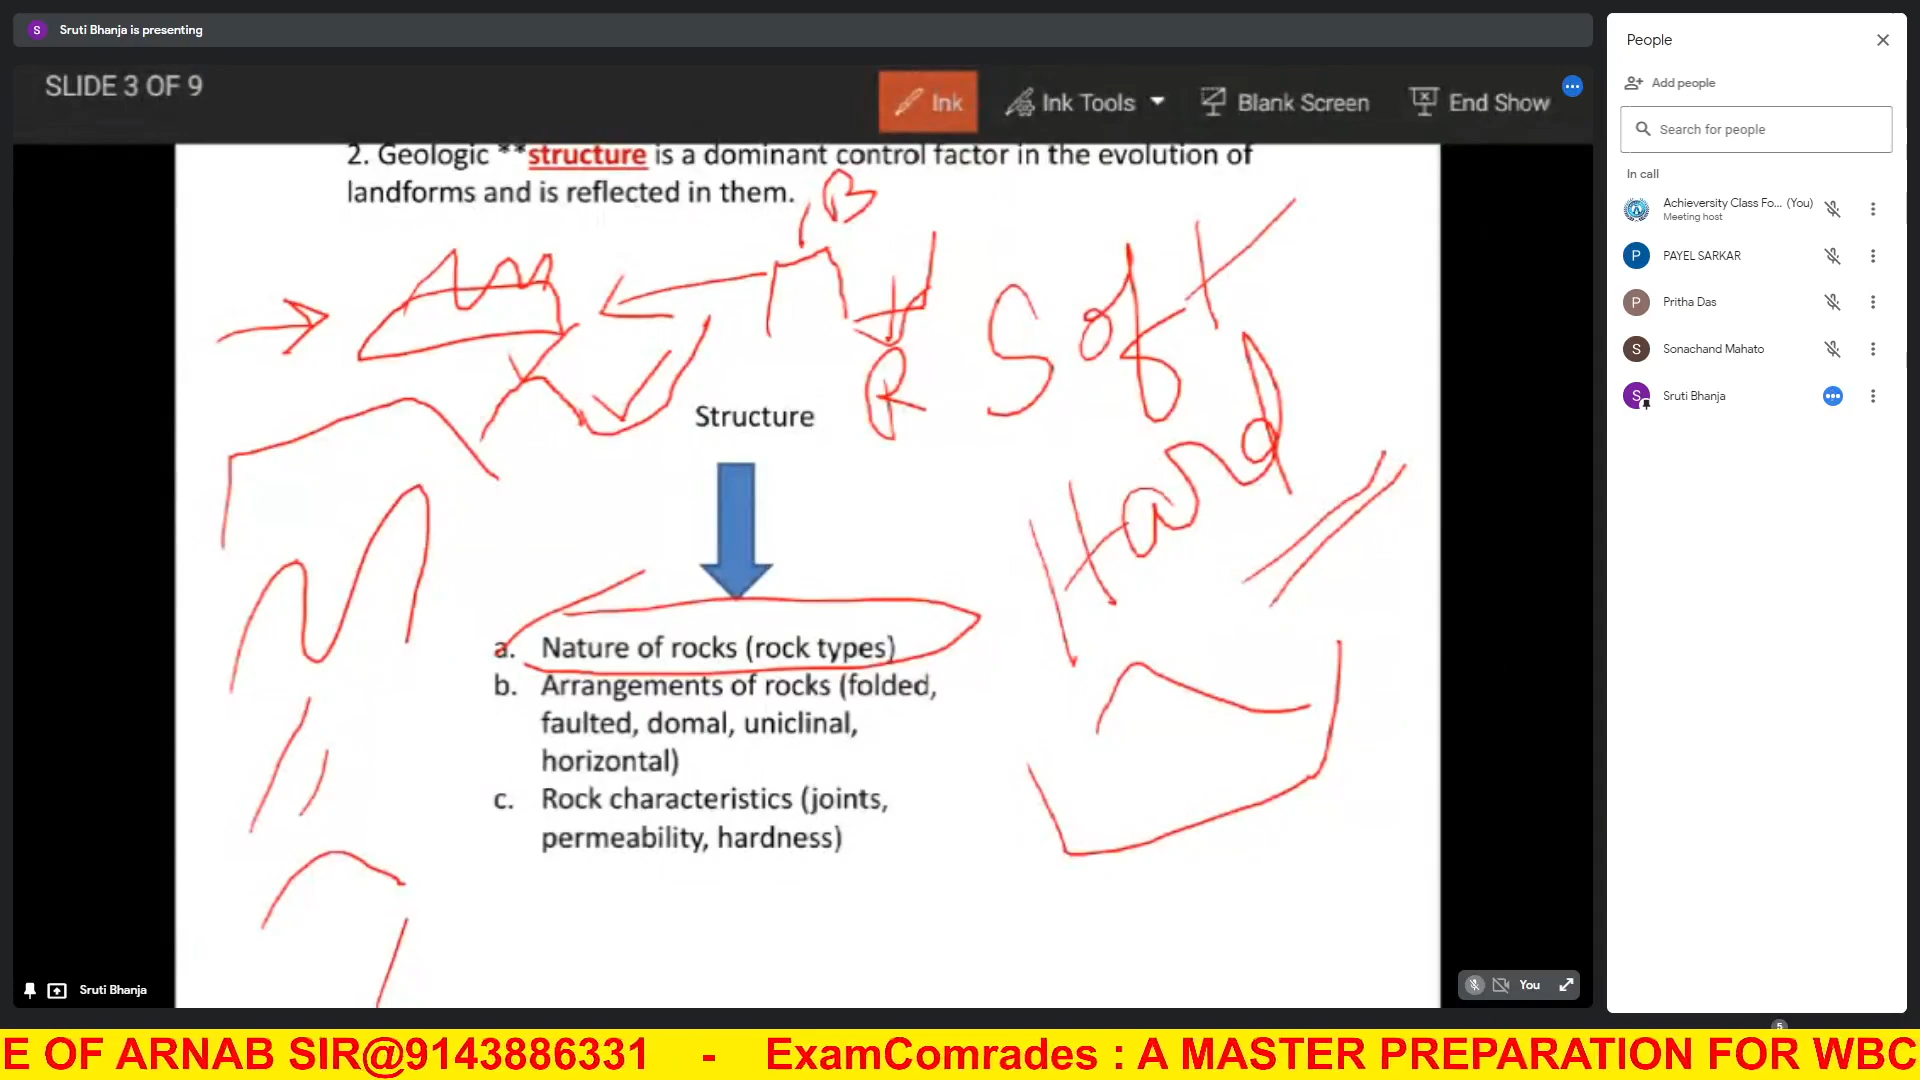 S Sruti Bhanja is presenting
SLIDE 3 OF 9
Ink
Ink Tools
Blank Screen
End Show
2. Geologic **structure is a dominant control factor in the evolution of
landforms and is reflected in them.
B
H
R
Soft
Hard
Structure
a. Nature of rocks (rock types)
b. Arrangements of rocks (folded,
faulted, domal, uniclinal,
horizontal)
c. Rock characteristics (joints,
permeability, hardness)
Sruti Bhanja
You
People
Add people
Search for people
In call
Achieversity Class Fo... (You)
Meeting host
P PAYEL SARKAR
P Pritha Das
S Sonachand Mahato
S Sruti Bhanja
5
E OF ARNAB SIR@9143886331 - ExamComrades : A MASTER PREPARATION FOR WBC